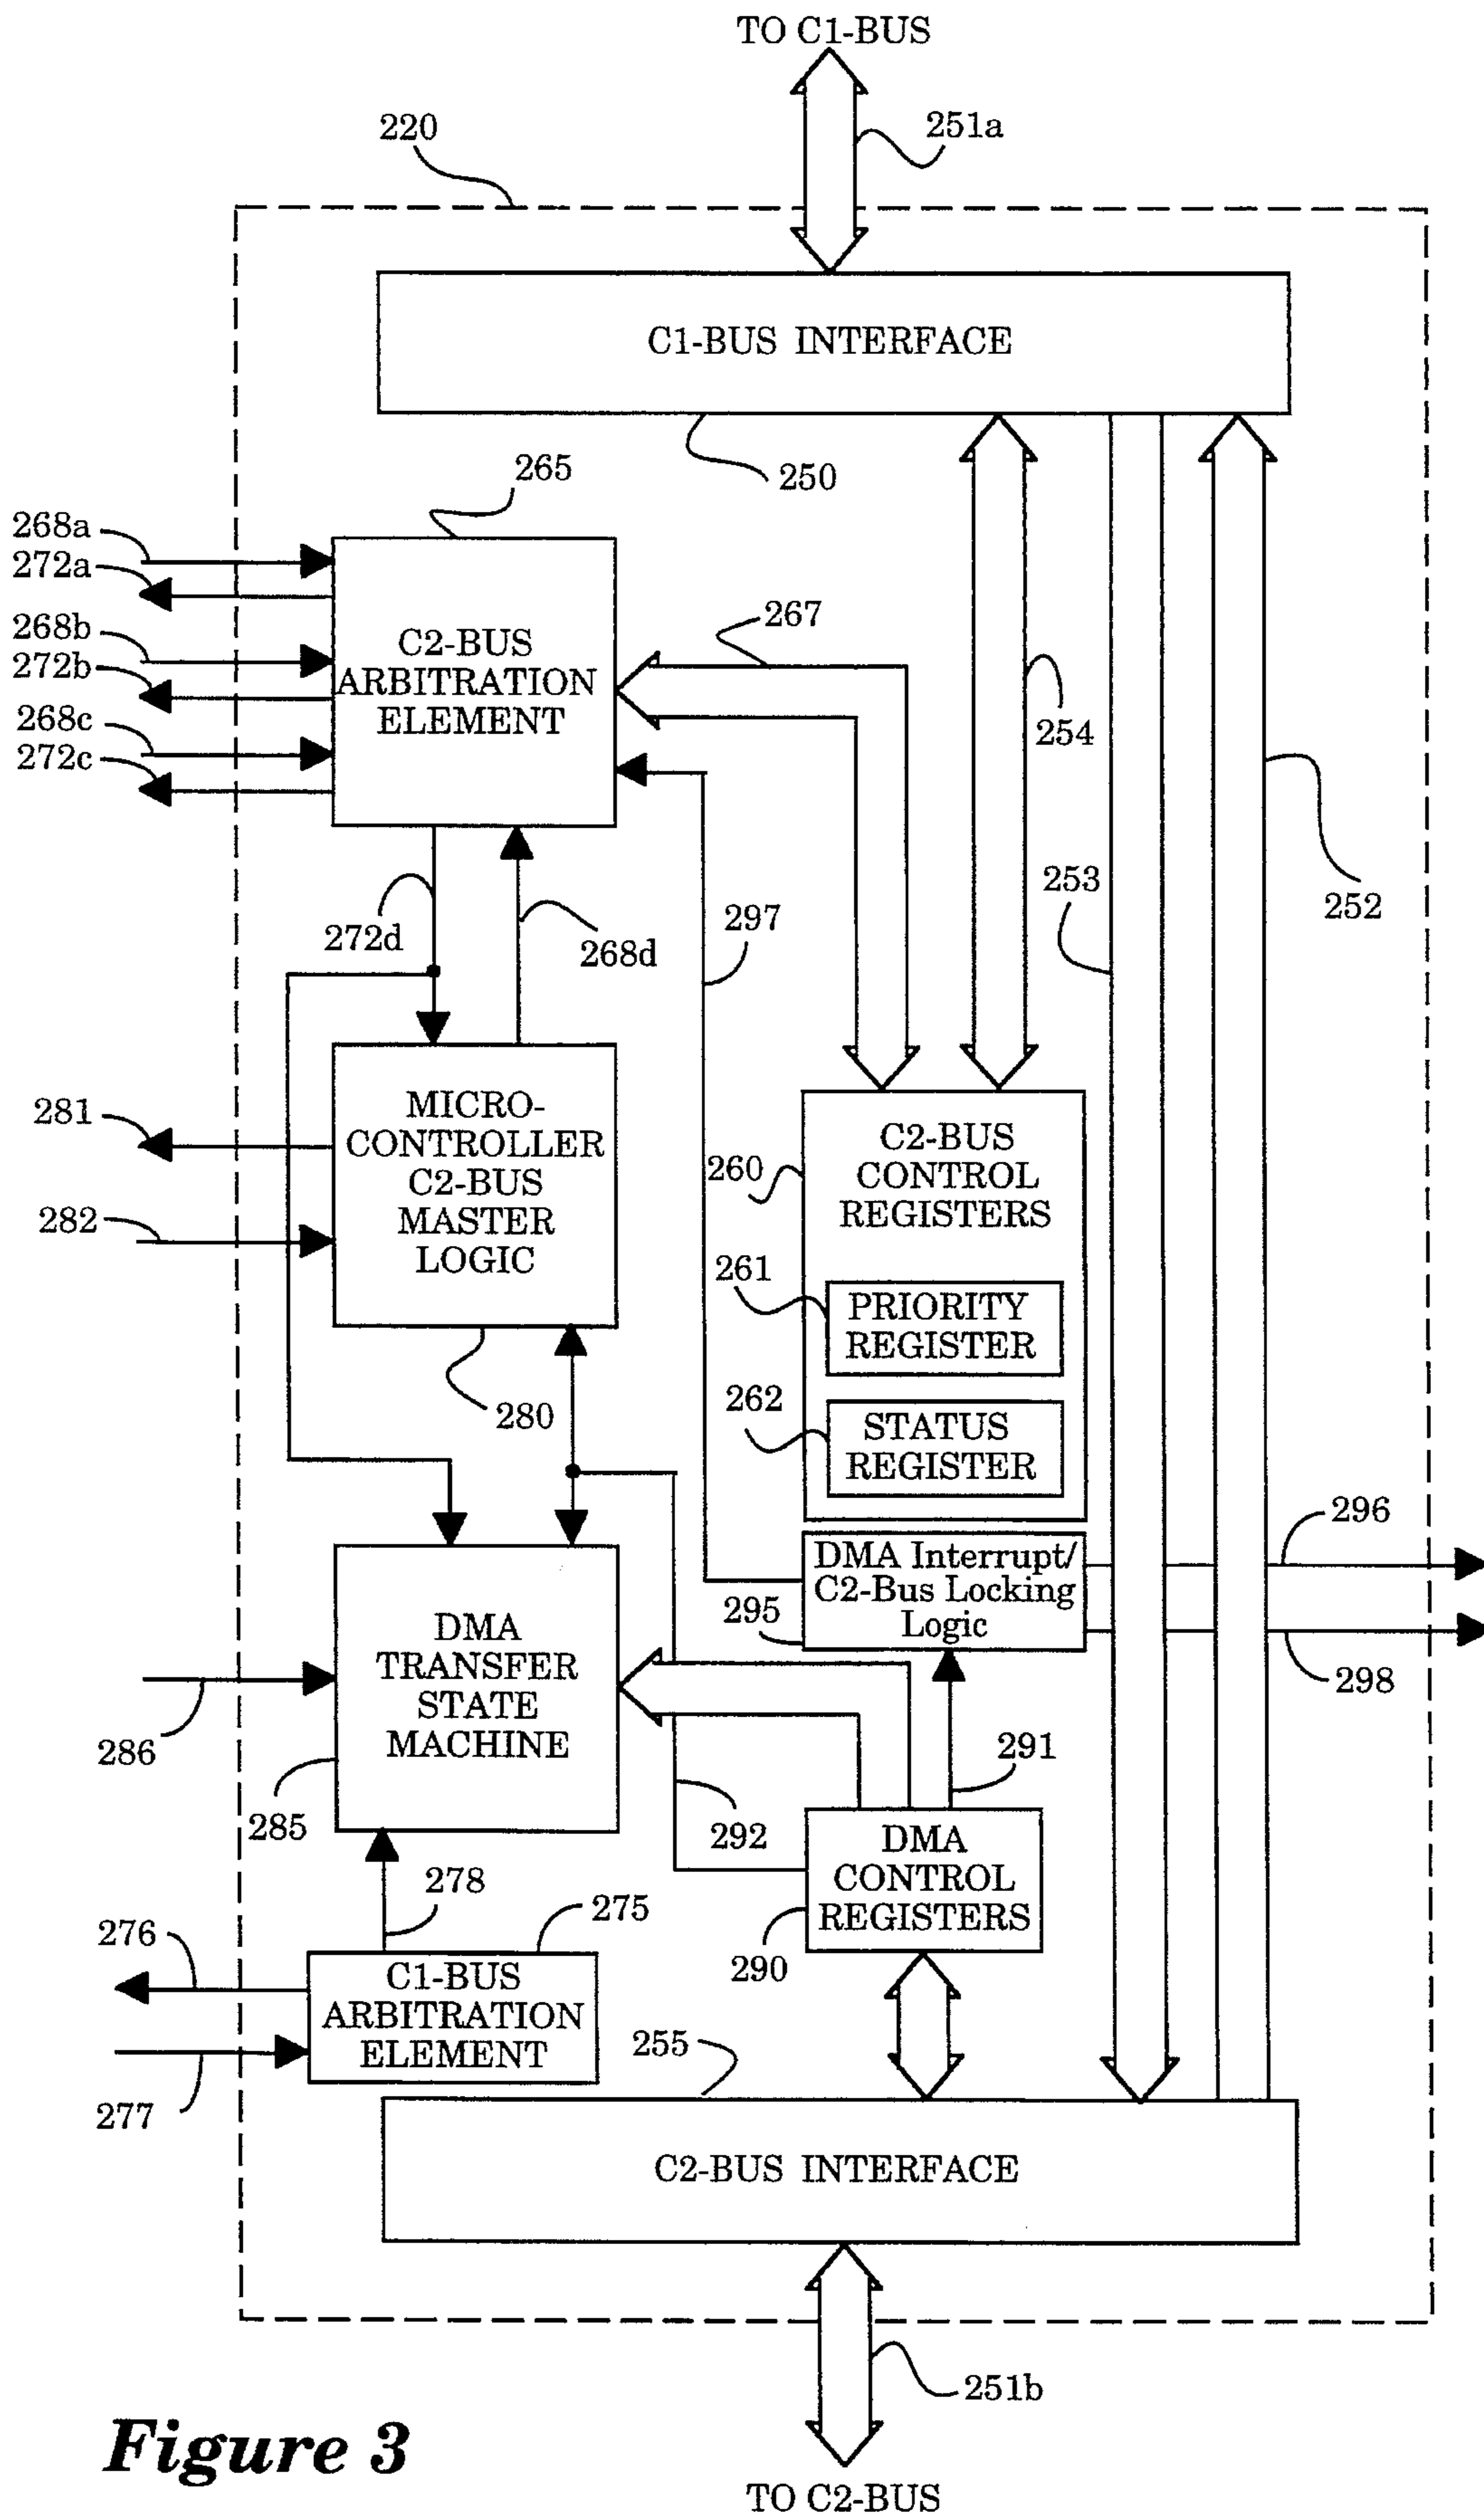 TO C1-BUS
220
251a
C1-BUS INTERFACE
250
265
268a
272a
268b
272b
268c
272c
C2-BUS
ARBITRATION
ELEMENT
267
254
253
252
272d
268d
297
281
282
MICRO-
CONTROLLER
C2-BUS
MASTER
LOGIC
280
260
C2-BUS
CONTROL
REGISTERS
261
PRIORITY
REGISTER
262
STATUS
REGISTER
296
DMA Interrupt/
C2-Bus Locking
Logic
295
298
DMA
TRANSFER
STATE
MACHINE
286
285
291
292
DMA
CONTROL
REGISTERS
290
278
275
276
C1-BUS
ARBITRATION
ELEMENT
277
255
C2-BUS INTERFACE
251b
Figure 3
TO C2-BUS